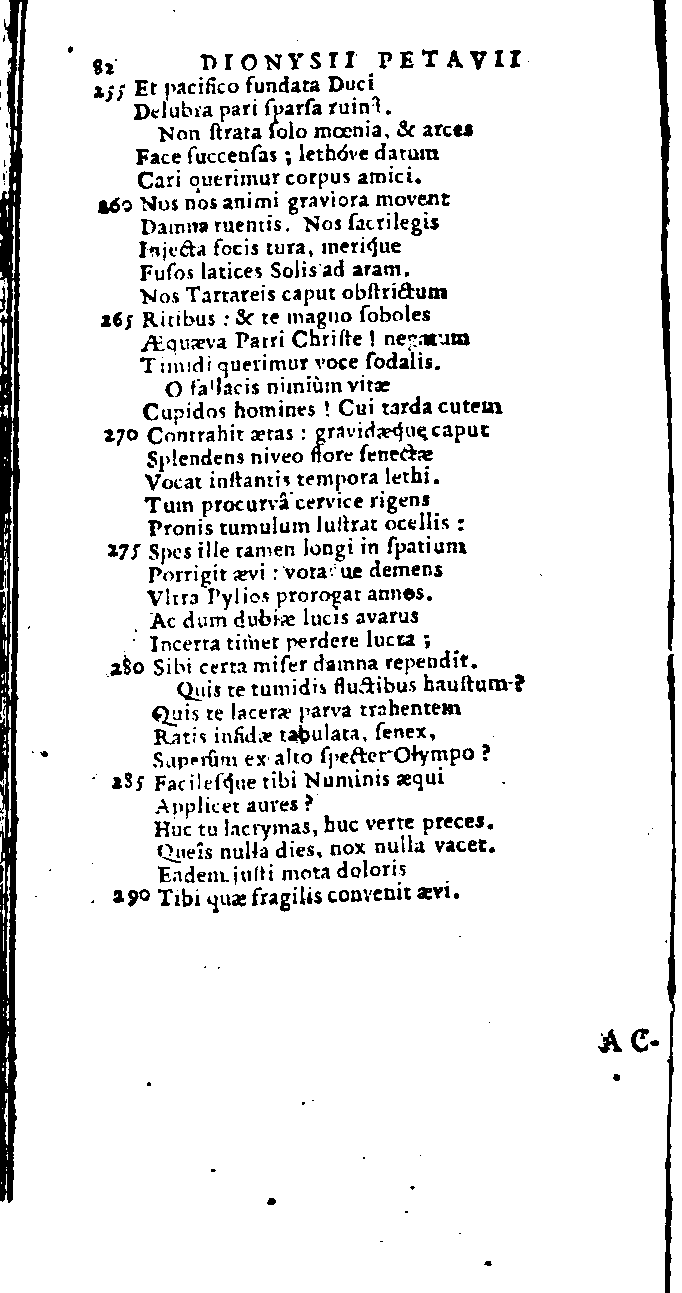 82 DIONYSII PETAVII
255 Et pacifico fundata Duci
Delubra pari ſparſa ruinâ.
Non ſtrata ſolo mœnia, & arces
Face ſuccenſas ; lethóve datum
Cari querimur corpus amici.
260 Nos nos animi graviora movent
Damna ruentis. Nos ſacrilegis
Injecta focis tura, meriq́ue
Fuſos latices Solis ad aram.
Nos Tartareis caput obſtrictum
265 Ritibus : & te magno ſoboles
Æquæva Patri Chriſte ! negatum
Timidi querimur voce ſodalis.
O fallacis nimiùm vitæ
Cupidos homines ! Cui tarda cutem
270 Contrahit ætas : gravidæq́ue caput
Splendens niveo flore ſenectæ
Vocat inſtantis tempora lethi.
Tum procurvâ cervice rigens
Pronis tumulum luſtrat ocellis :
275 Spes ille tamen longi in ſpatium
Porrigit ævi : votaque demens
Vltra Pylios prorogat annos.
Ac dum dubiæ lucis avarus
Incerta timet perdere lucra ;
280 Sibi certa miſer damna rependit.
Quis te tumidis fluctibus hauſtum ?
Quis te laceræ parva trahentem
Ratis infidæ tabulata, ſenex,
Superûm ex alto ſpectet Olympo ?
285 Facileſq́ue tibi Numinis æqui
Applicet aures ?
Huc tu lacrymas, huc verte preces.
Queîs nulla dies, nox nulla vacet.
Eadem juſti mota doloris
290 Tibi quæ fragilis convenit ævi.
AC-